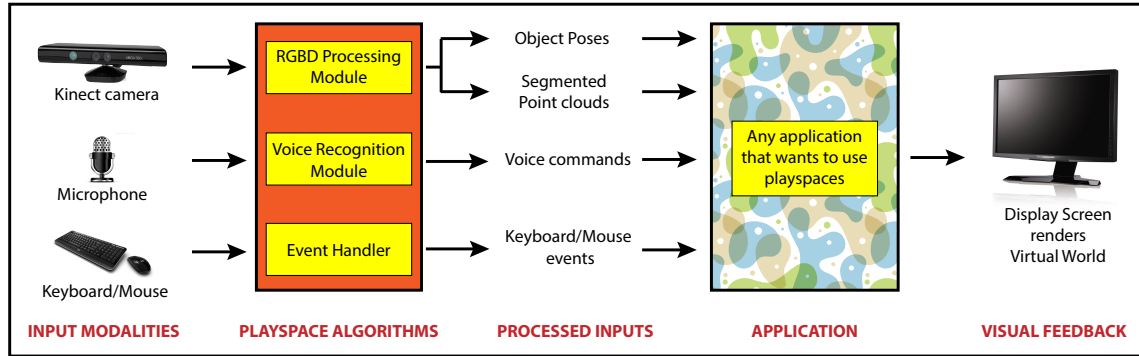 Kinect camera
Microphone
Keyboard/Mouse
INPUT MODALITIES
RGBD Processing
Module
Voice Recognition
Module
Event Handler
PLAYSPACE ALGORITHMS
Object Poses
Segmented
Point clouds
Voice commands
Keyboard/Mouse
events
PROCESSED INPUTS
Any application
that wants to use
playspaces
APPLICATION
Display Screen
renders
Virtual World
VISUAL FEEDBACK